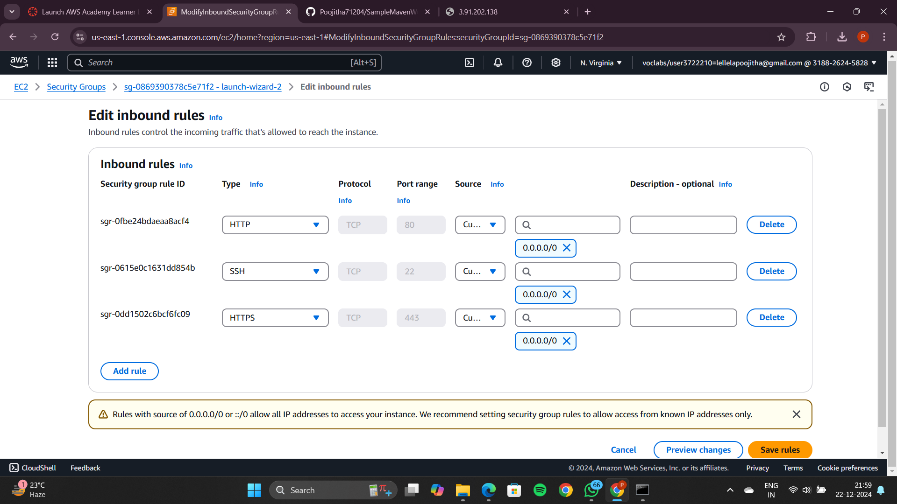 Launch AWS Academy Learner
ModifyInboundSecurityGroupRu
Poojitha71204/SampleMavenW
3.91.202.138
us-east-1.console.aws.amazon.com/ec2/home?region=us-east-1#ModifyInboundSecurityGroupRules:securityGroupId=sg-0869390378c5e71f2
P
aws
Search
[Alt+S]
N. Virginia
voclabs/user3722210=lellelapoojitha@gmail.com @ 3188-2624-5828
EC2 > Security Groups > sg-0869390378c5e71f2 - launch-wizard-2 > Edit inbound rules
Edit inbound rules Info
Inbound rules control the incoming traffic that's allowed to reach the instance.
Inbound rules Info
Security group rule ID Type Info Protocol Info Port range Info Source Info Description - optional Info
sgr-0fbe24bdaeaa8acf4 HTTP TCP 80 Cu... Delete
0.0.0.0/0
sgr-0615e0c1631dd854b SSH TCP 22 Cu... Delete
0.0.0.0/0
sgr-0dd1502c6bcf6fc09 HTTPS TCP 443 Cu... Delete
0.0.0.0/0
Add rule
Rules with source of 0.0.0.0/0 or ::/0 allow all IP addresses to access your instance. We recommend setting security group rules to allow access from known IP addresses only.
Cancel Preview changes Save rules
CloudShell Feedback © 2024, Amazon Web Services, Inc. or its affiliates. Privacy Terms Cookie preferences
1
23°C
Haze
Search
66
P
ENG
IN
21:59
22-12-2024